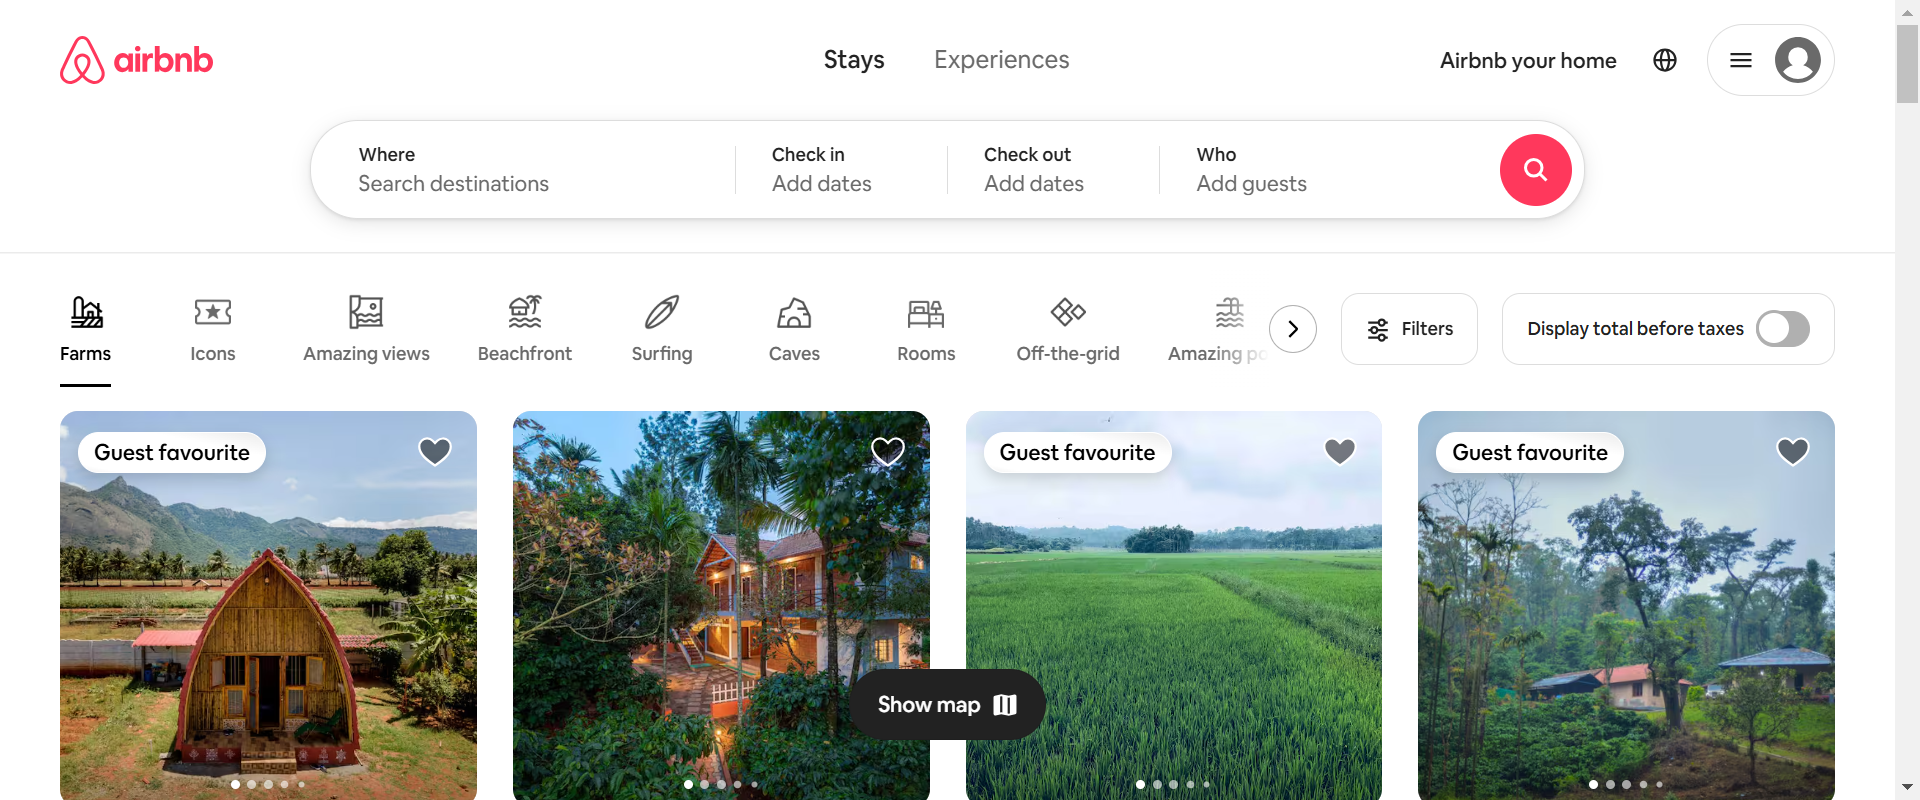 airbnb
Stays
Experiences
Airbnb your home
Where
Search destinations
Check in
Add dates
Check out
Add dates
Who
Add guests
Farms
Icons
Amazing views
Beachfront
Surfing
Caves
Rooms
Off-the-grid
Amazing
Filters
Display total before taxes
Guest favourite
Guest favourite
Guest favourite
Show map